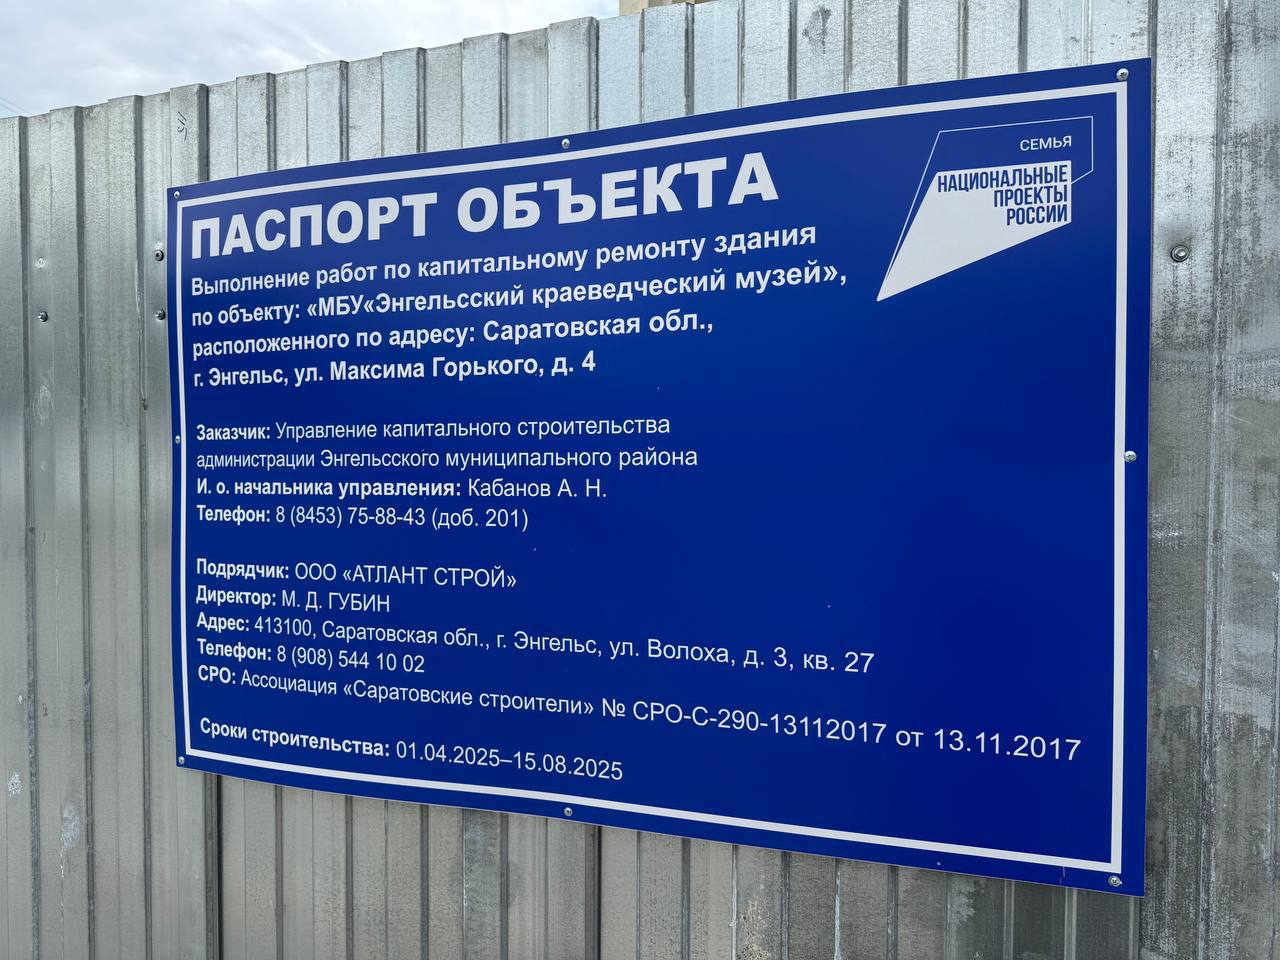 ПАСПОРТ ОБЪЕКТА
СЕМЬЯ
НАЦИОНАЛЬНЫЕ
ПРОЕКТЫ
РОССИИ
Выполнение работ по капитальному ремонту здания
по объекту: «МБУ«Энгельсский краеведческий музей»,
расположенного по адресу: Саратовская обл.,
г. Энгельс, ул. Максима Горького, д. 4
Заказчик: Управление капитального строительства
администрации Энгельсского муниципального района
И. о. начальника управления: Кабанов А. Н.
Телефон: 8 (8453) 75-88-43 (доб. 201)
Подрядчик: ООО «АТЛАНТ СТРОЙ»
Директор: М. Д. ГУБИН
Адрес: 413100, Саратовская обл., г. Энгельс, ул. Волоха, д. 3, кв. 27
Телефон: 8 (908) 544 10 02
СРО: Ассоциация «Саратовские строители» № СРО-С-290-13112017 от 13.11.2017
Сроки строительства: 01.04.2025–15.08.2025